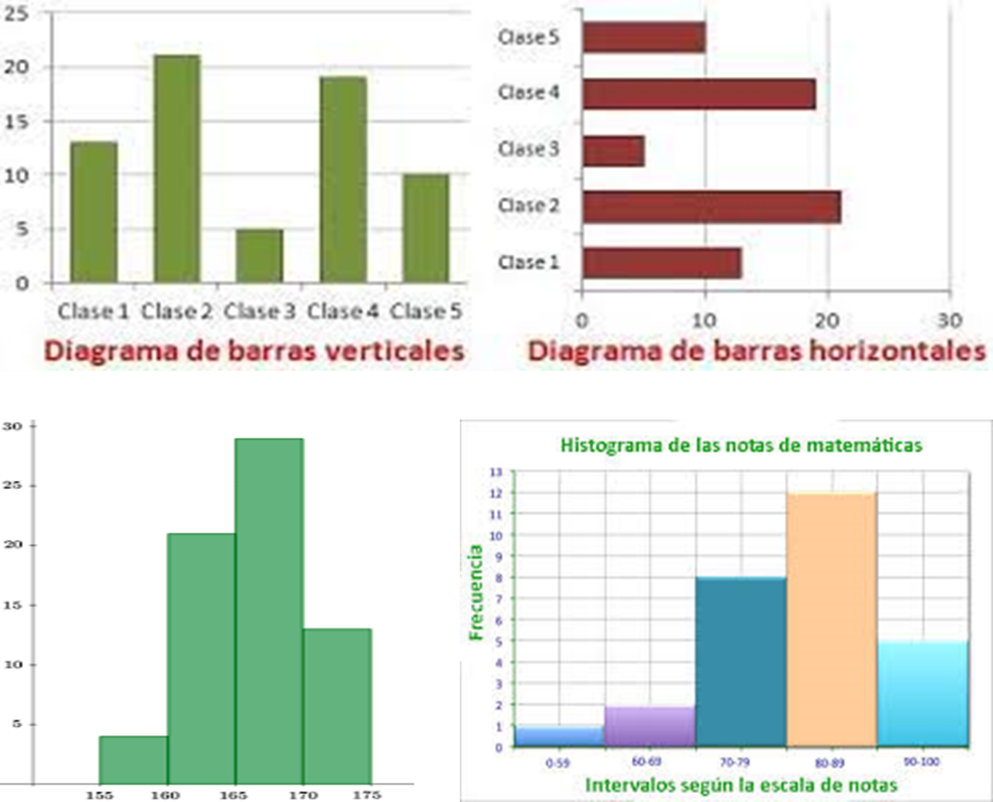 25
20
15
10
5
0
Clase 1 Clase 2 Clase 3 Clase 4 Clase 5
Diagrama de barras verticales
Clase 5
Clase 4
Clase 3
Clase 2
Clase 1
0 10 20 30
Diagrama de barras horizontales
30
25
20
15
10
5
155 160 165 170 175
Histograma de las notas de matemáticas
Frecuencia
13
12
11
10
9
8
7
6
5
4
3
2
1
0
0-59 60-69 70-79 80-89 90-100
Intervalos según la escala de notas